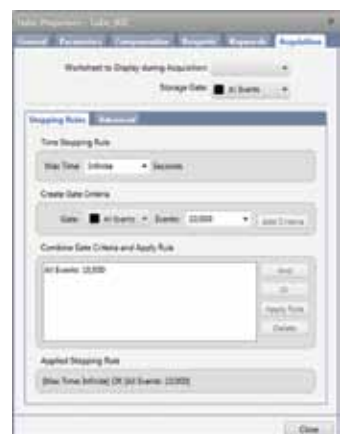 Tube Properties - Tube_002
General Parameters Compensation Reagents Keywords Acquisition
Worksheet to Display during Acquisition:
Storage Gate: All Events
Stopping Rules Advanced
Time Stopping Rule
Max Time: Infinite Seconds
Create Gate Criteria
Gate: All Events Events: 10,000 Add Criteria
Combine Gate Criteria and Apply Rule
All Events: 10,000
And
Or
Apply Rule
Delete
Applied Stopping Rule
[Max Time: Infinite] OR [All Events: 10,000]
Close